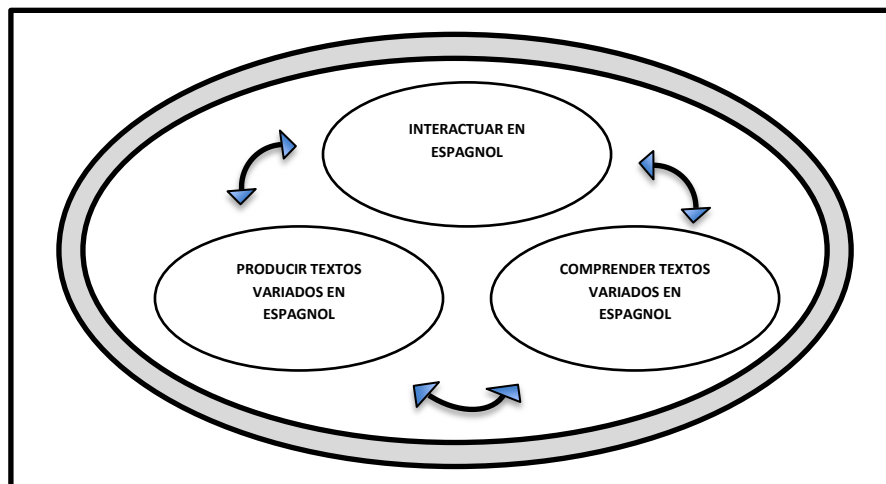 INTERACTUAR EN
ESPAGNOL
PRODUCIR TEXTOS
VARIADOS EN
ESPAGNOL
COMPRENDER TEXTOS
VARIADOS EN
ESPAGNOL